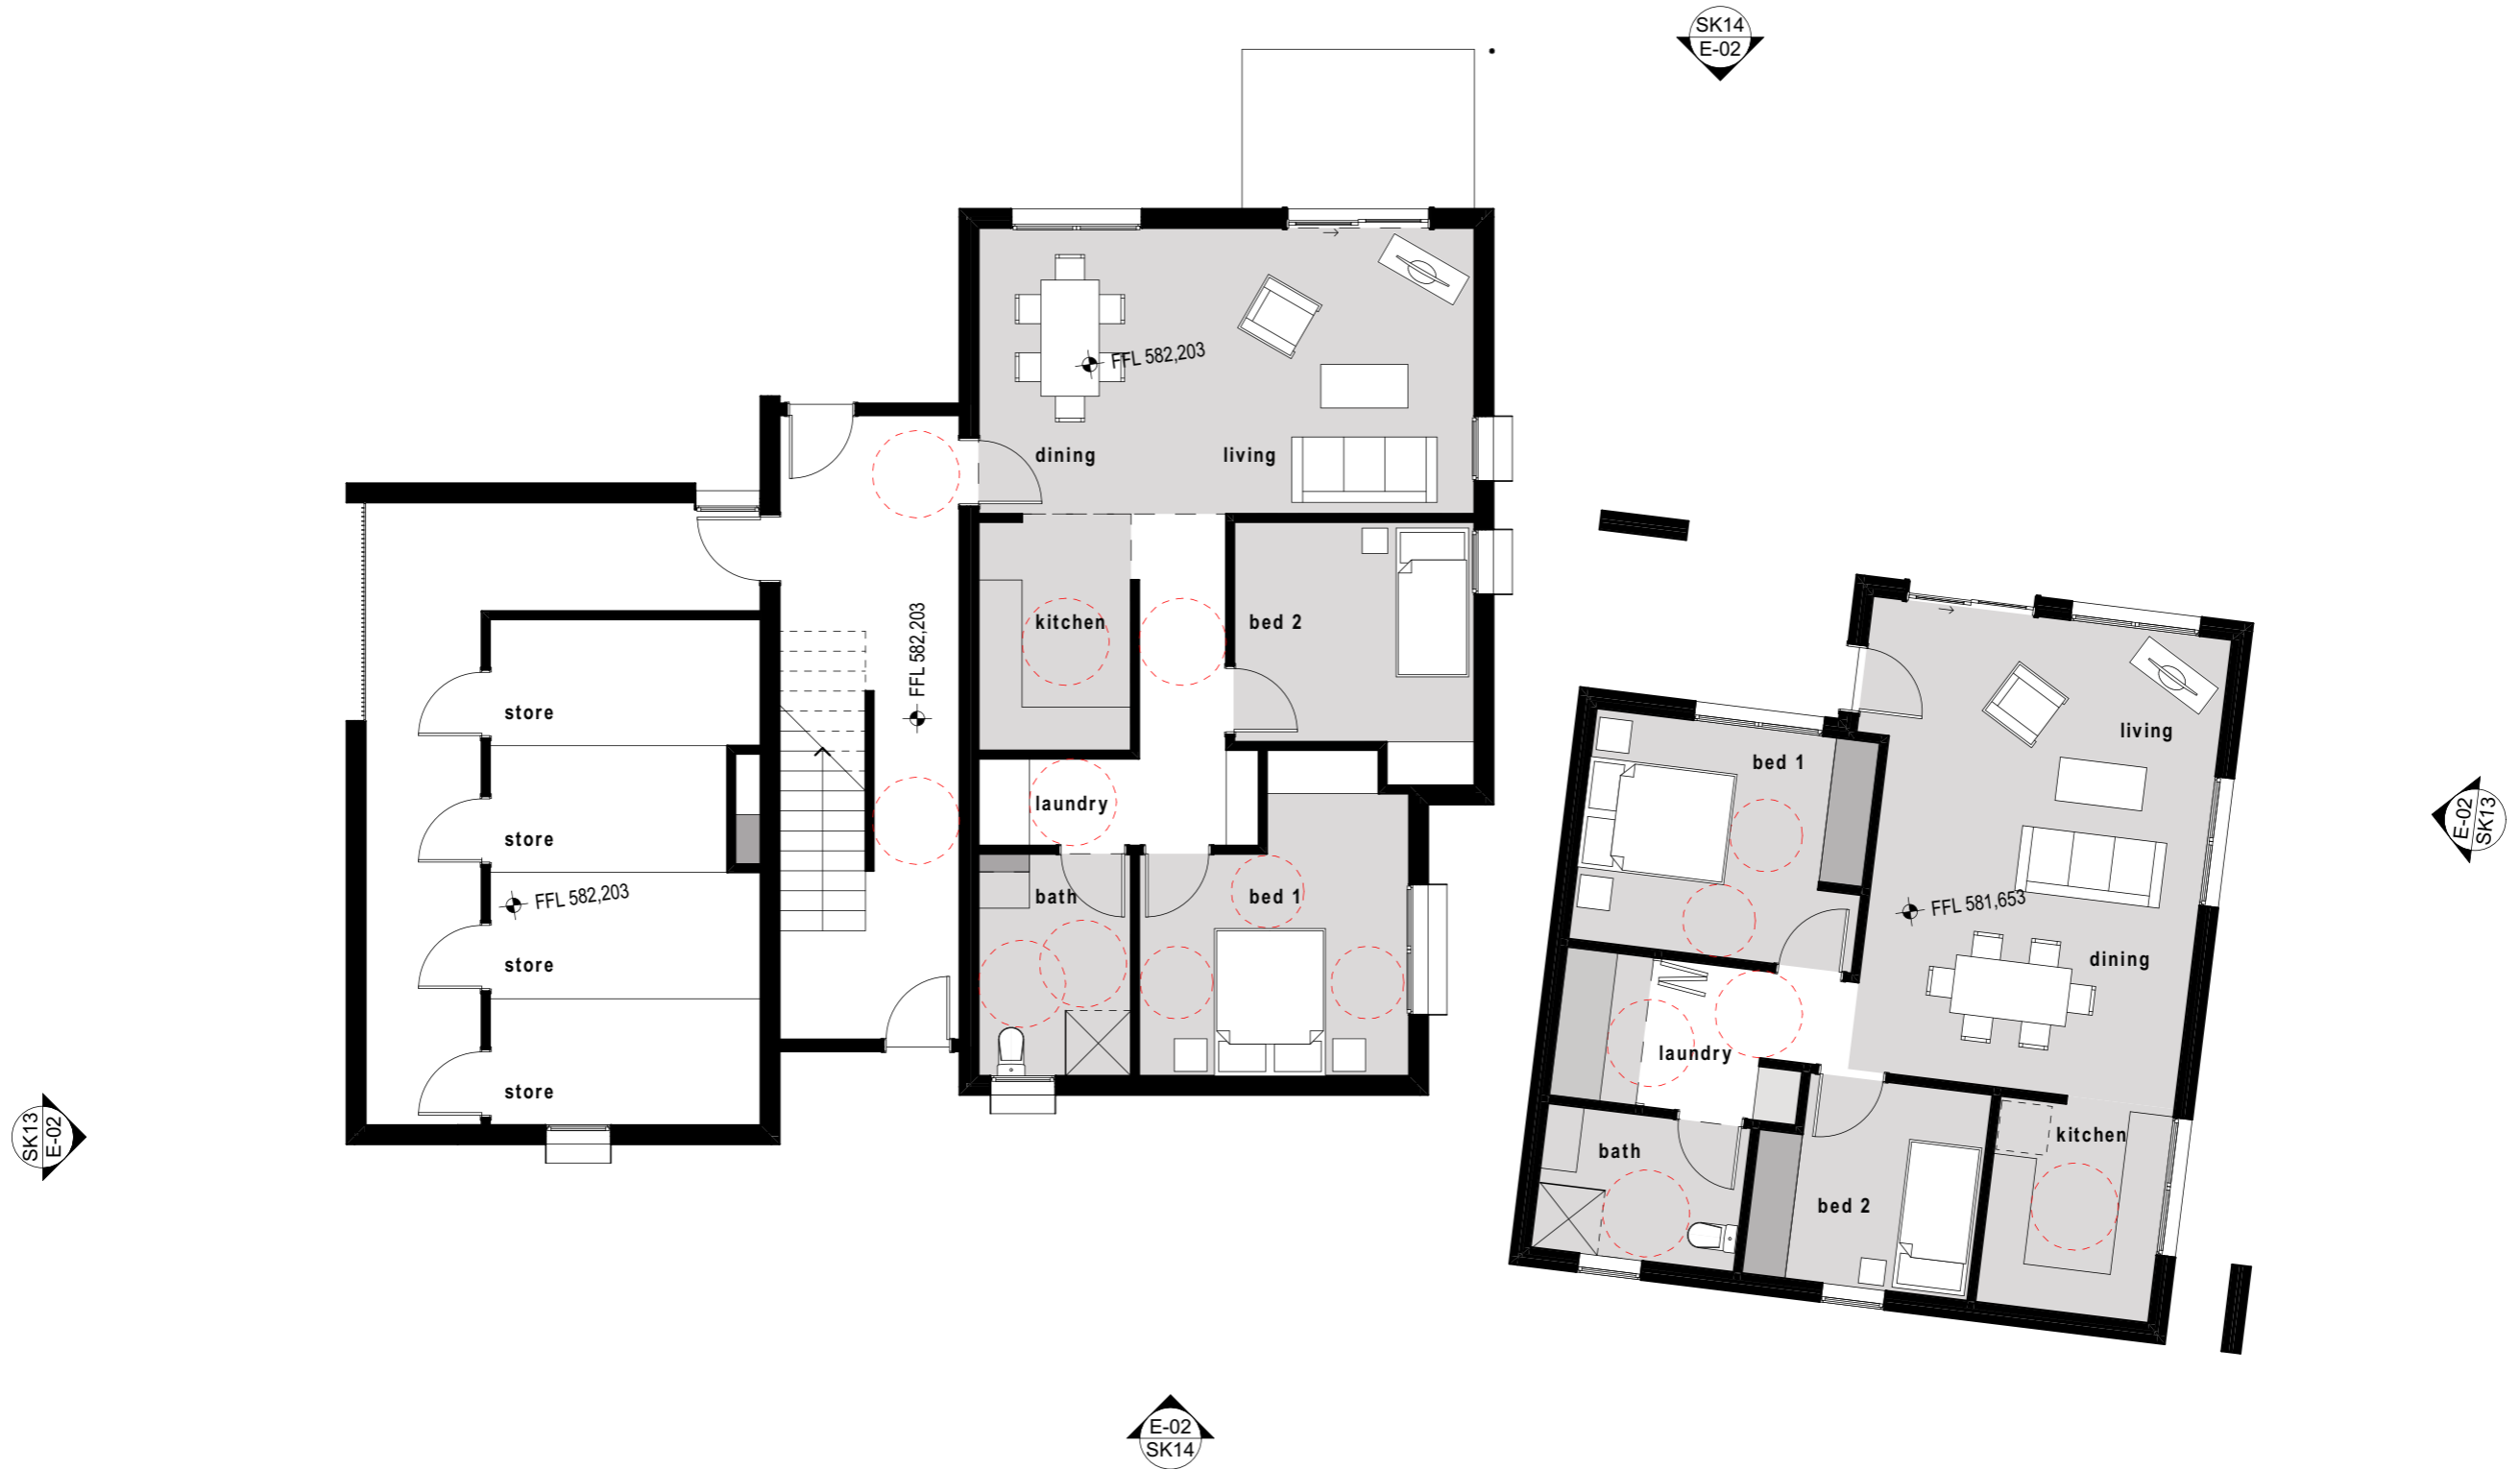 SK14
E-02
FFL 582,203
dining
living
kitchen
bed 2
FFL 582,203
store
living
bed 1
laundry
store
E-02
SK13
bath
bed 1
FFL 582,203
FFL 581,653
store
dining
laundry
store
SK13
E-02
kitchen
bath
bed 2
E-02
SK14